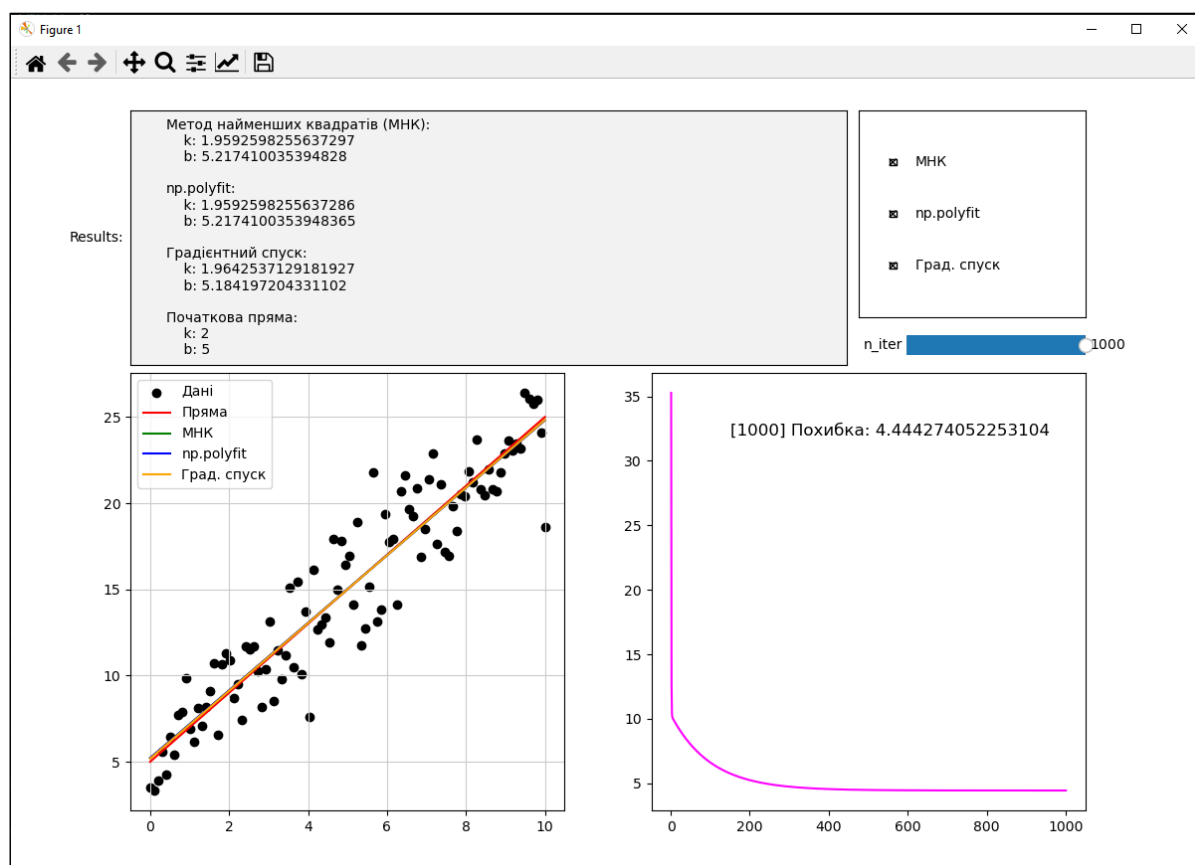 Figure 1
Метод найменших квадратів (МНК):
k: 1.9592598255637297
b: 5.217410035394828
np.polyfit:
k: 1.9592598255637286
b: 5.2174100353948365
Results:
Градієнтний спуск:
k: 1.9642537129181927
b: 5.184197204331102
Початкова пряма:
k: 2
b: 5
МНК
np.polyfit
Град. спуск
n_iter 1000
Дані
Пряма
МНК
np.polyfit
Град. спуск
25
20
15
10
5
0 2 4 6 8 10
[1000] Похибка: 4.444274052253104
35
30
25
20
15
10
5
0 200 400 600 800 1000